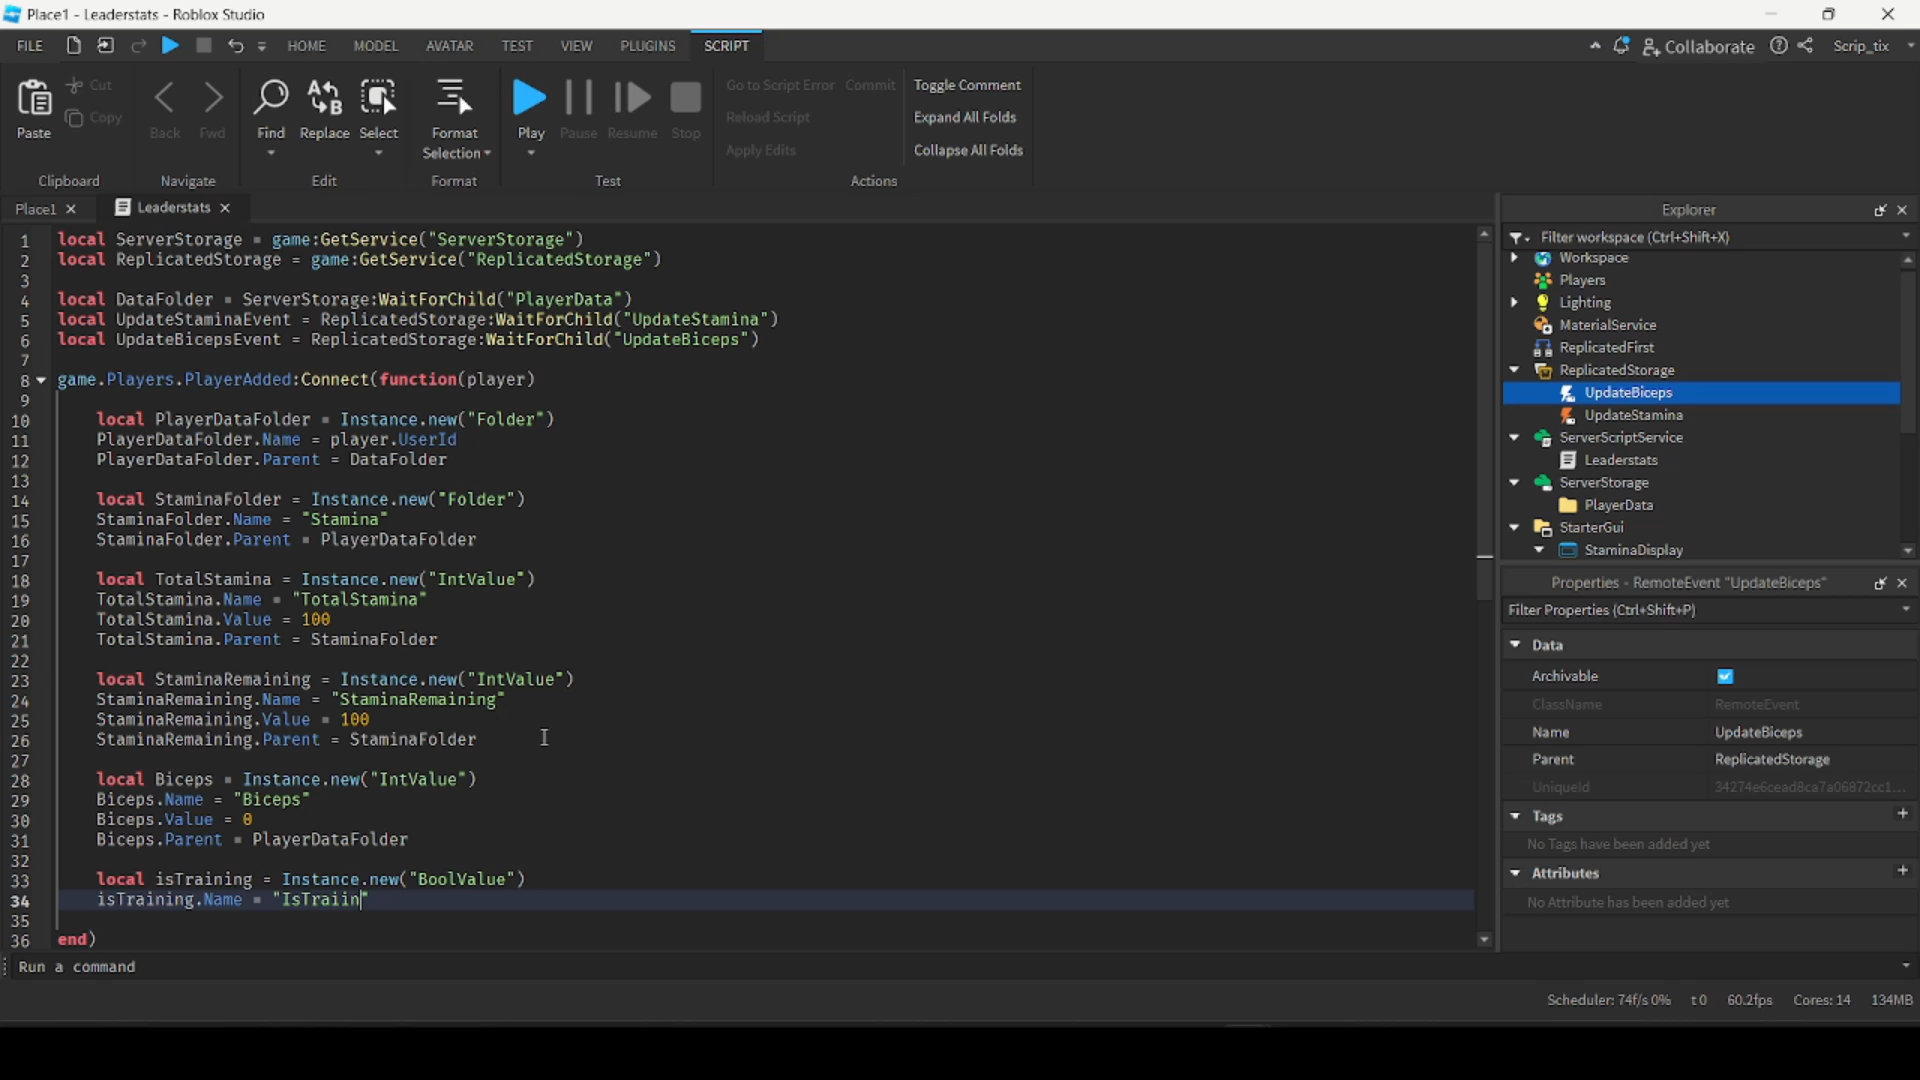 Place1 - Leaderstats - Roblox Studio
FILE HOME MODEL AVATAR TEST VIEW PLUGINS SCRIPT Collaborate Scrip_tix
Paste Cut Copy Back Fwd Find Replace Select Format Selection Play Pause Resume Stop
Go to Script Error Commit Toggle Comment
Reload Script Expand All Folds
Apply Edits Collapse All Folds
Clipboard Navigate Edit Format Test Actions
Place1 Leaderstats
1 local ServerStorage = game:GetService("ServerStorage")
2 local ReplicatedStorage = game:GetService("ReplicatedStorage")
3
4 local DataFolder = ServerStorage:WaitForChild("PlayerData")
5 local UpdateStaminaEvent = ReplicatedStorage:WaitForChild("UpdateStamina")
6 local UpdateBicepsEvent = ReplicatedStorage:WaitForChild("UpdateBiceps")
7
8 game.Players.PlayerAdded:Connect(function(player)
9
10 local PlayerDataFolder = Instance.new("Folder")
11 PlayerDataFolder.Name = player.UserId
12 PlayerDataFolder.Parent = DataFolder
13
14 local StaminaFolder = Instance.new("Folder")
15 StaminaFolder.Name = "Stamina"
16 StaminaFolder.Parent = PlayerDataFolder
17
18 local TotalStamina = Instance.new("IntValue")
19 TotalStamina.Name = "TotalStamina"
20 TotalStamina.Value = 100
21 TotalStamina.Parent = StaminaFolder
22
23 local StaminaRemaining = Instance.new("IntValue")
24 StaminaRemaining.Name = "StaminaRemaining"
25 StaminaRemaining.Value = 100
26 StaminaRemaining.Parent = StaminaFolder
27
28 local Biceps = Instance.new("IntValue")
29 Biceps.Name = "Biceps"
30 Biceps.Value = 0
31 Biceps.Parent = PlayerDataFolder
32
33 local isTraining = Instance.new("BoolValue")
34 isTraining.Name = "IsTraiin"
35
36 end)
Explorer
Filter workspace (Ctrl+Shift+X)
Workspace
Players
Lighting
MaterialService
ReplicatedFirst
ReplicatedStorage
UpdateBiceps
UpdateStamina
ServerScriptService
Leaderstats
ServerStorage
PlayerData
StarterGui
StaminaDisplay
Properties - RemoteEvent "UpdateBiceps"
Filter Properties (Ctrl+Shift+P)
Data
Archivable
ClassName RemoteEvent
Name UpdateBiceps
Parent ReplicatedStorage
UniqueId 34274e6cead8ca7a06872cc1...
Tags
No Tags have been added yet
Attributes
No Attribute has been added yet
Run a command
Scheduler: 74f/s 0% t 0 60.2fps Cores: 14 134MB